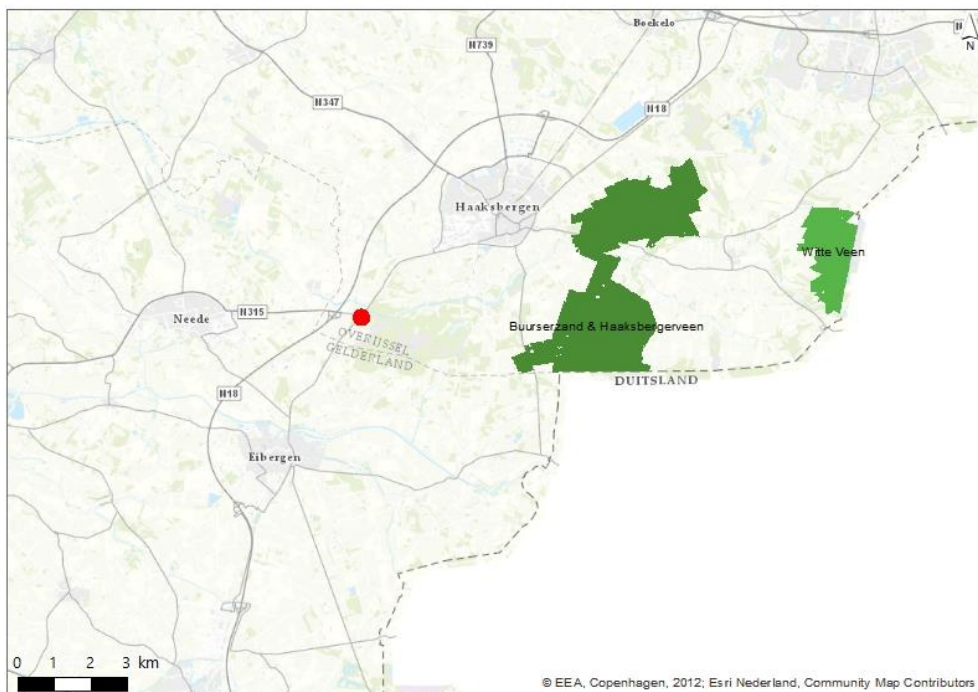 Boekelo
N
N
N739
N347
N18
Haaksbergen
Witte Veen
N315
Neede
Buurserzand & Haaksbergerveen
OVERIJSSEL
GELDERLAND
DUITSLAND
N18
Eibergen
0 1 2 3 km
© EEA, Copenhagen, 2012; Esri Nederland, Community Map Contributors